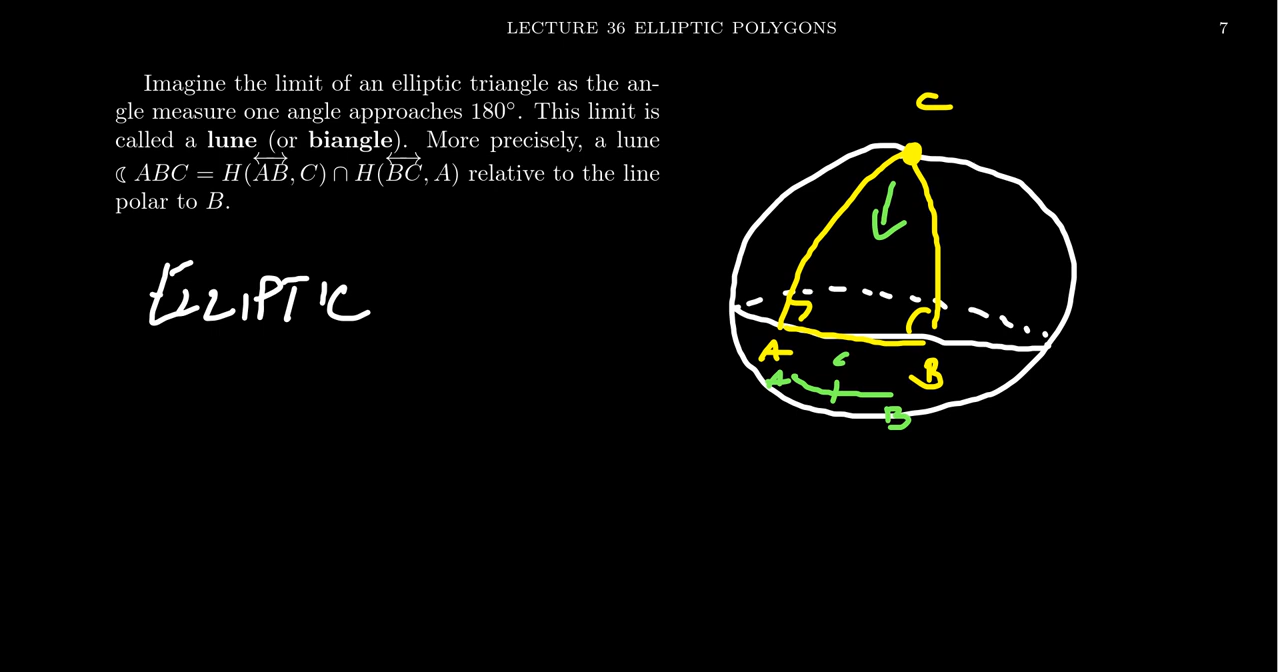 LECTURE 36 ELLIPTIC POLYGONS 7
Imagine the limit of an elliptic triangle as the an-
gle measure one angle approaches 180°. This limit is
called a lune (or biangle). More precisely, a lune
☾ ABC = H(\overleftrightarrow{AB}, C) ∩ H(\overleftrightarrow{BC}, A) relative to the line
polar to B.
ELLIPTIC
C
A
B
C
A
B